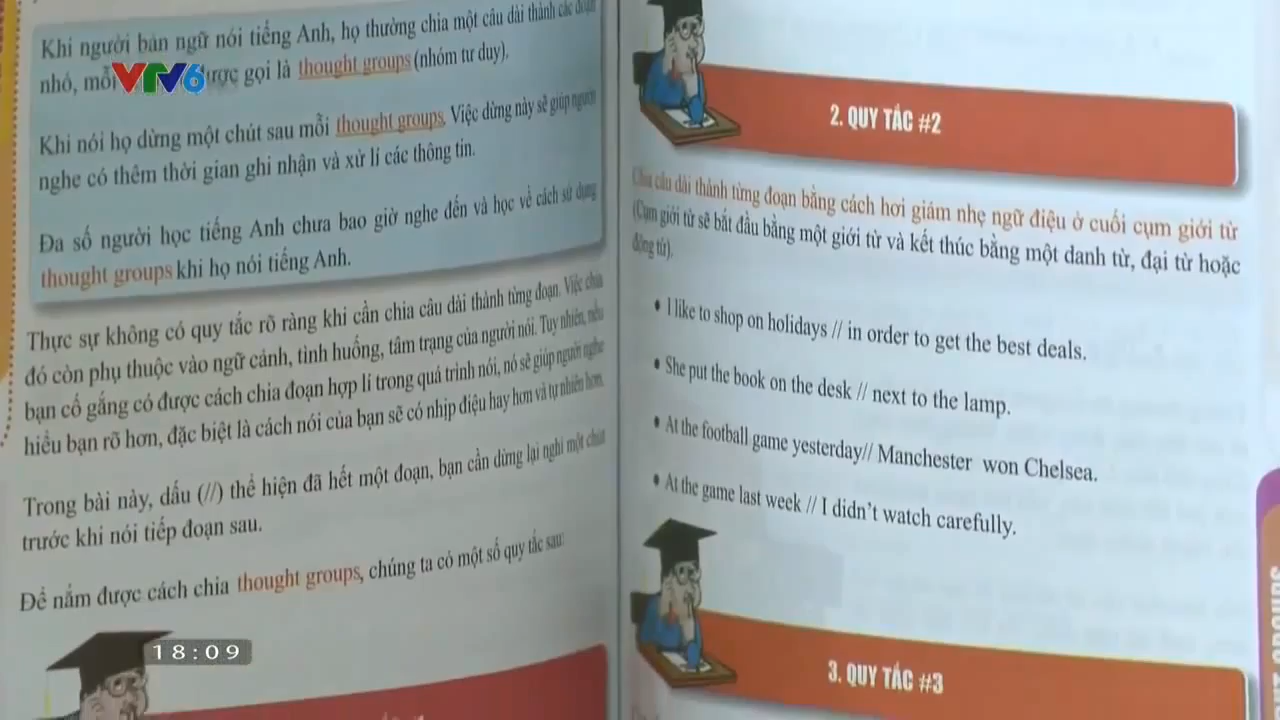 Khi người bản ngữ nói tiếng Anh, họ thường chia một câu dài thành các đoạn
nhỏ, mỗi được gọi là thought groups (nhóm tư duy).
VTV6
Khi nói họ dừng một chút sau mỗi thought groups. Việc dừng này sẽ giúp người
nghe có thêm thời gian ghi nhận và xử lí các thông tin.
Đa số người học tiếng Anh chưa bao giờ nghe đến và học về cách sử dụng
thought groups khi họ nói tiếng Anh.
Thực sự không có quy tắc rõ ràng khi cần chia câu dài thành từng đoạn. Việc chia
đó còn phụ thuộc vào ngữ cảnh, tình huống, tâm trạng của người nói. Tuy nhiên, nếu
bạn cố gắng có được cách chia đoạn hợp lí trong quá trình nói, nó sẽ giúp người nghe
hiểu bạn rõ hơn, đặc biệt là cách nói của bạn sẽ có nhịp điệu hay hơn và tự nhiên hơn.
Trong bài này, dấu (//) thể hiện đã hết một đoạn, bạn cần dừng lại nghỉ một chút
trước khi nói tiếp đoạn sau.
Để nắm được cách chia thought groups, chúng ta có một số quy tắc sau:
18:09
2. QUY TẮC #2
Chia câu dài thành từng đoạn bằng cách hơi giảm nhẹ ngữ điệu ở cuối cụm giới từ
(Cụm giới từ sẽ bắt đầu bằng một giới từ và kết thúc bằng một danh từ, đại từ hoặc
động từ).
• I like to shop on holidays // in order to get the best deals.
• She put the book on the desk // next to the lamp.
• At the football game yesterday// Manchester won Chelsea.
• At the game last week // I didn't watch carefully.
3. QUY TẮC #3